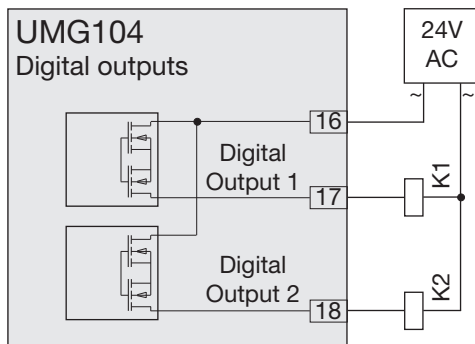 UMG104
Digital outputs
24V
AC
~ ~
16
Digital
Output 1
17
K1
Digital
Output 2
18
K2